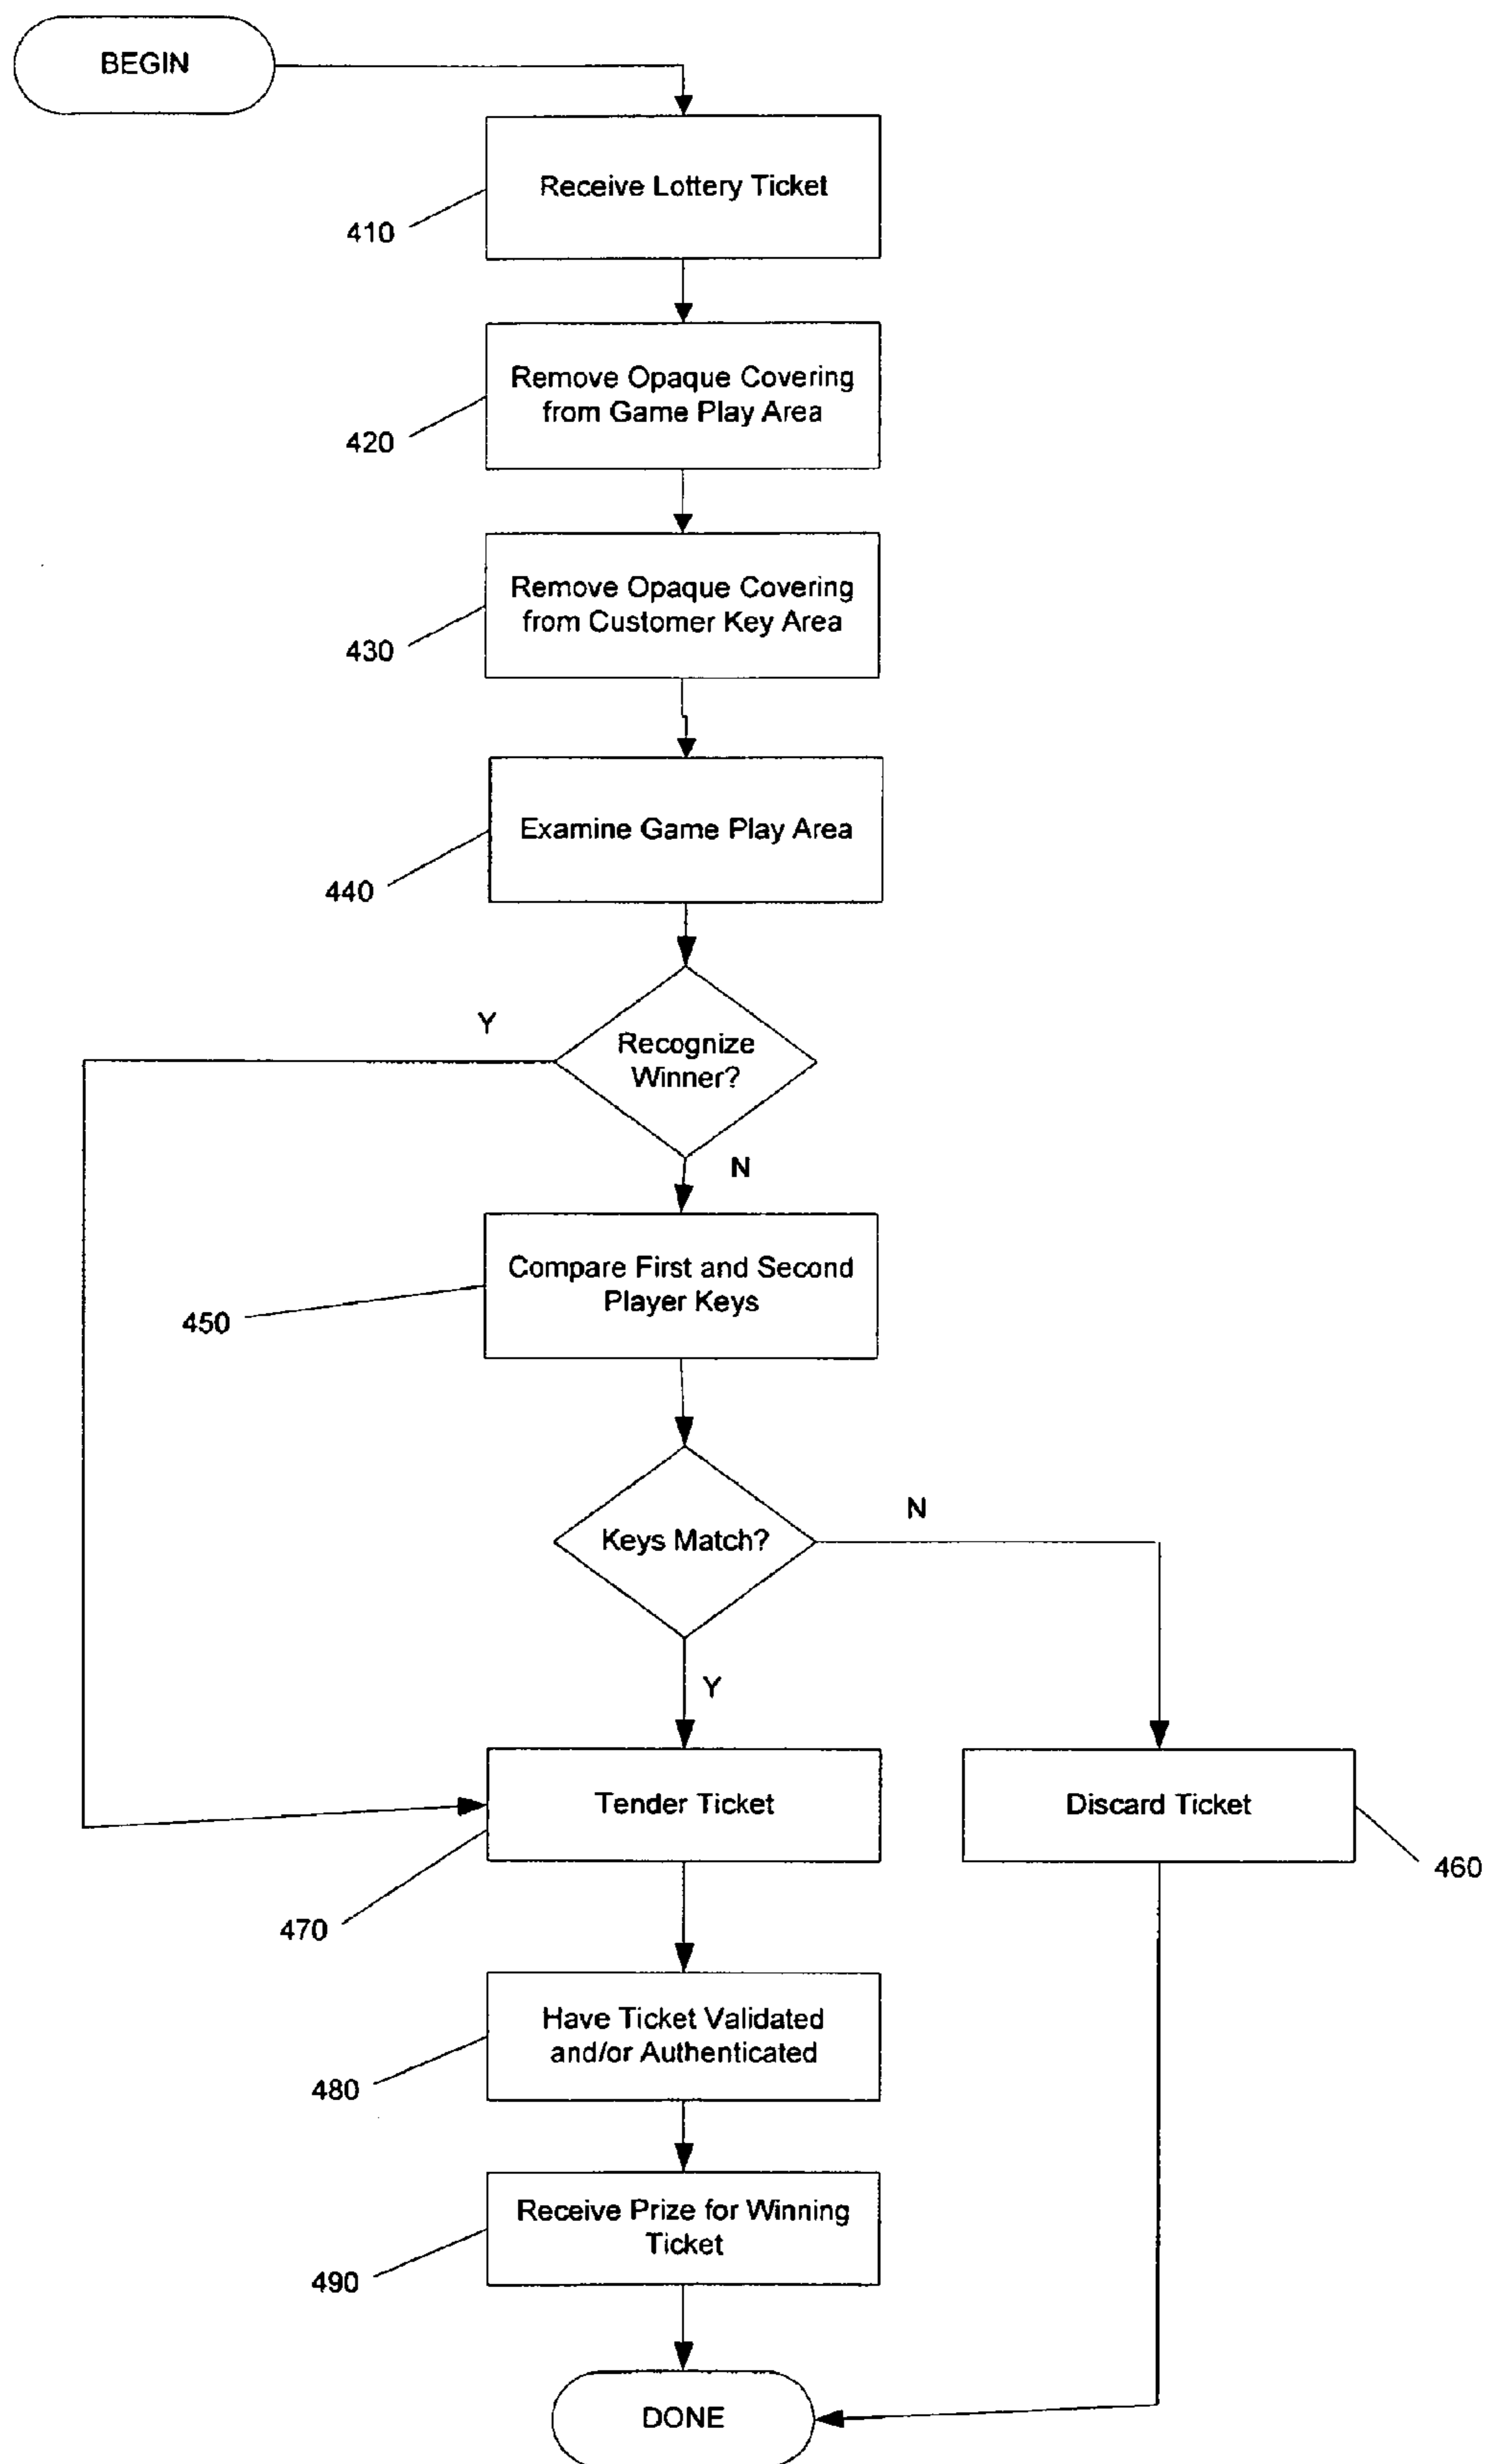 BEGIN
Receive Lottery Ticket
410
Remove Opaque Covering
from Game Play Area
420
Remove Opaque Covering
from Customer Key Area
430
Examine Game Play Area
440
Y
Recognize
Winner?
N
Compare First and Second
Player Keys
450
N
Keys Match?
Y
Tender Ticket
Discard Ticket
460
470
Have Ticket Validated
and/or Authenticated
480
Receive Prize for Winning
Ticket
490
DONE